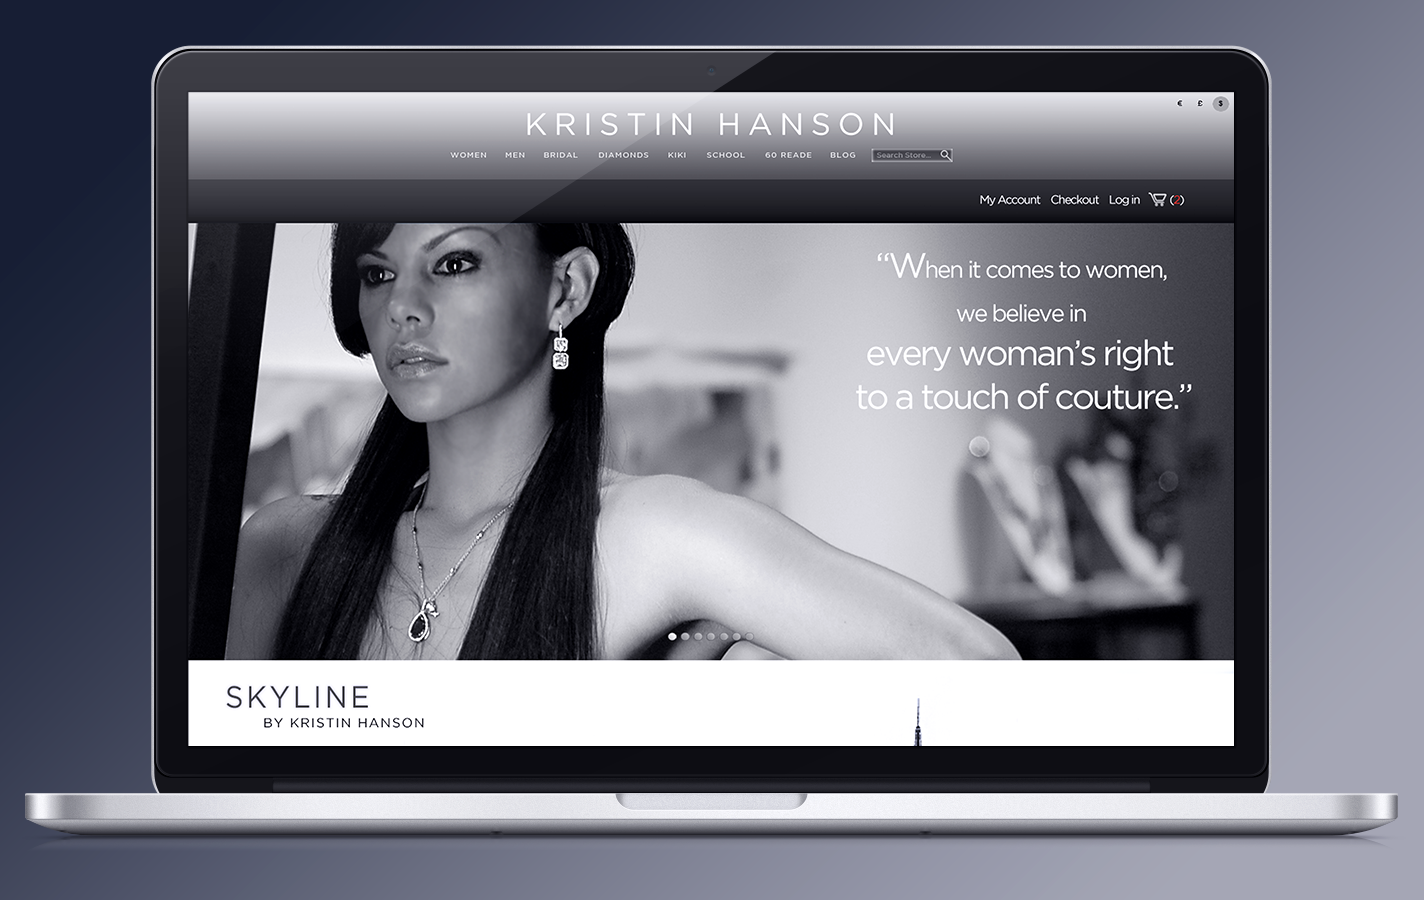 € £ $
KRISTIN HANSON
WOMEN MEN BRIDAL DIAMONDS KIKI SCHOOL 60 READE BLOG Search Store...
My Account Checkout Log in (2)
“When it comes to women,
we believe in
every woman’s right
to a touch of couture.”
SKYLINE
BY KRISTIN HANSON